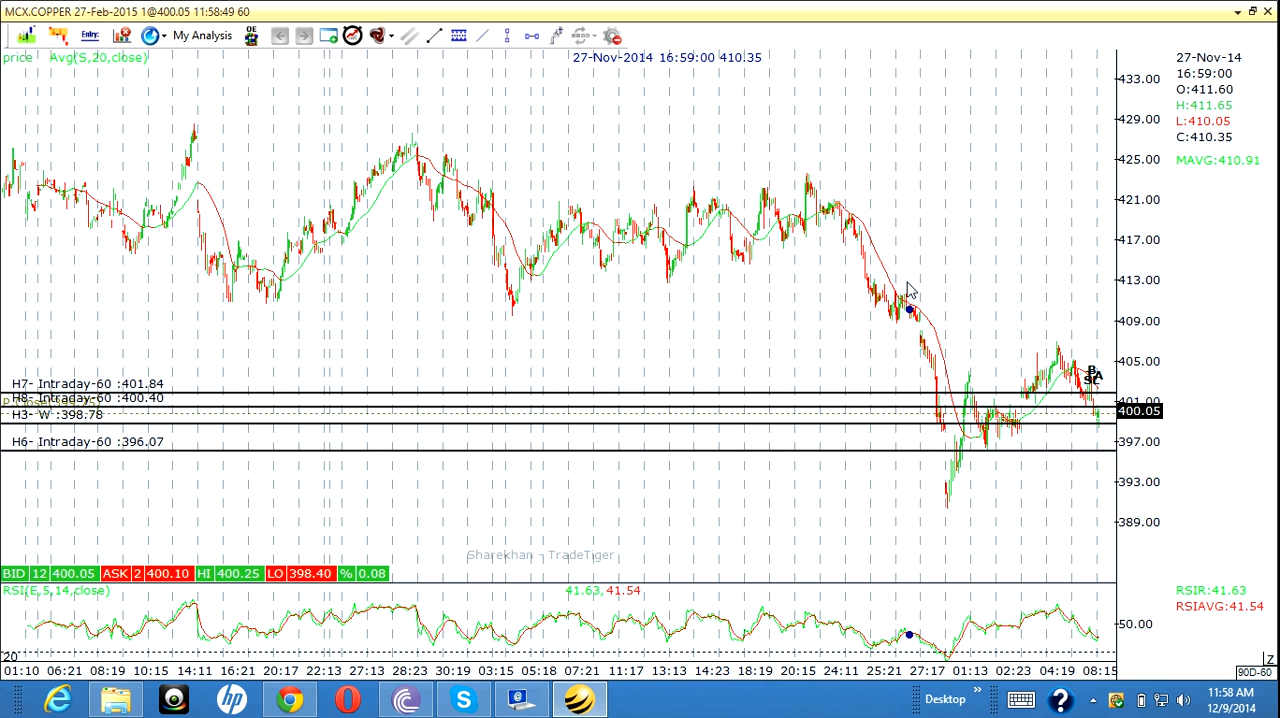 MCX.COPPER 27-Feb-2015 1@400.05 11:58:49 60
Entry: My Analysis OE
price Avg(S,20,close) 27-Nov-2014 16:59:00 410.35
27-Nov-14
16:59:00
O:411.60
H:411.65
L:410.05
C:410.35
MAVG:410.91
433.00
429.00
425.00
421.00
417.00
413.00
409.00
405.00
401.00
400.05
397.00
393.00
389.00
B
A
SL
H7- Intraday-60 :401.84
H8- Intraday-60 :400.40
H3- W :398.78
H6- Intraday-60 :396.07
Sharekhan - TradeTiger
BID 12 400.05 ASK 2 400.10 HI 400.25 LO 398.40 % 0.08
RSI(E,5,14,close) 41.63, 41.54
RSIR:41.63
RSIAVG:41.54
50.00
20
Z
01:10 06:21 08:19 10:15 14:11 16:21 20:17 22:13 27:13 28:23 30:19 03:15 05:18 07:21 11:17 13:13 14:23 18:19 20:15 24:11 25:21 27:17 01:13 02:23 04:19 08:15 90D-60
Desktop »
11:58 AM
12/9/2014